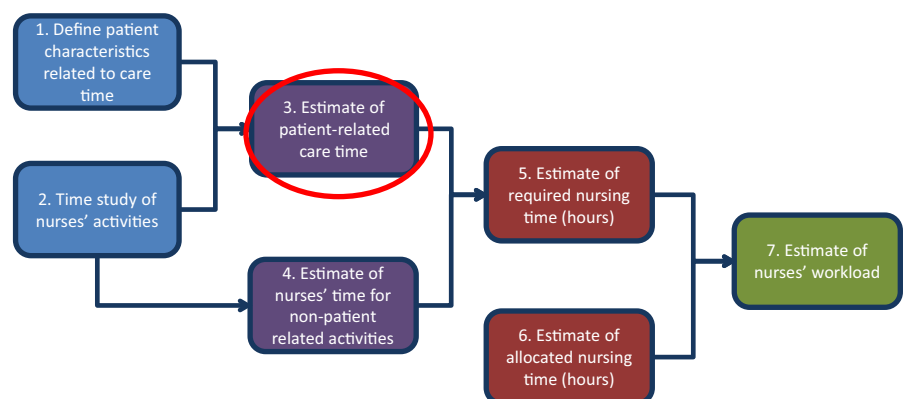 1. Define patient
characteristics
related to care
time
2. Time study of
nurses’ activities
3. Estimate of
patient-related
care time
4. Estimate of
nurses’ time for
non-patient
related activities
5. Estimate of
required nursing
time (hours)
6. Estimate of
allocated nursing
time (hours)
7. Estimate of
nurses’ workload